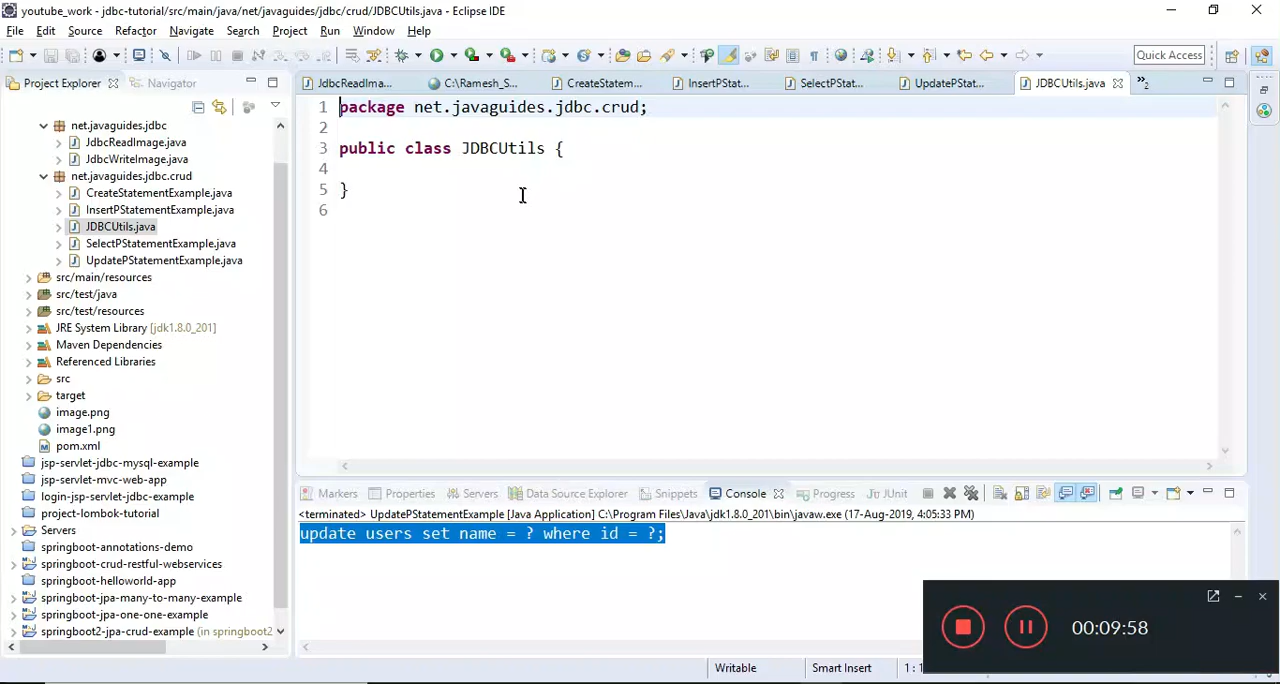 youtube_work - jdbc-tutorial/src/main/java/net/javaguides/jdbc/crud/JDBCUtils.java - Eclipse IDE
File Edit Source Refactor Navigate Search Project Run Window Help
Quick Access
Project Explorer Navigator
JdbcReadIma... C:\Ramesh_S... CreateStatem... InsertPStat... SelectPStat... UpdatePStat... JDBCUtils.java »2
net.javaguides.jdbc
JdbcReadImage.java
JdbcWriteImage.java
net.javaguides.jdbc.crud
CreateStatementExample.java
InsertPStatementExample.java
JDBCUtils.java
SelectPStatementExample.java
UpdatePStatementExample.java
src/main/resources
src/test/java
src/test/resources
JRE System Library [jdk1.8.0_201]
Maven Dependencies
Referenced Libraries
src
target
image.png
image1.png
pom.xml
jsp-servlet-jdbc-mysql-example
jsp-servlet-mvc-web-app
login-jsp-servlet-jdbc-example
project-lombok-tutorial
Servers
springboot-annotations-demo
springboot-crud-restful-webservices
springboot-helloworld-app
springboot-jpa-many-to-many-example
springboot-jpa-one-one-example
springboot2-jpa-crud-example (in springboot2
1 package net.javaguides.jdbc.crud;
2
3 public class JDBCUtils {
4
5 }
6
Markers Properties Servers Data Source Explorer Snippets Console Progress JUnit
<terminated> UpdatePStatementExample [Java Application] C:\Program Files\Java\jdk1.8.0_201\bin\javaw.exe (17-Aug-2019, 4:05:33 PM)
update users set name = ? where id = ?;
00:09:58
Writable Smart Insert 1 : 1